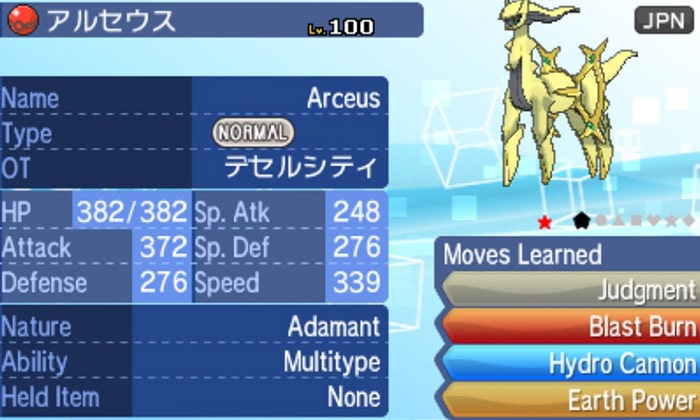 アルセウス Lv.100
JPN
Name Arceus
Type NORMAL
OT デセルシティ
HP 382/382 Sp. Atk 248
Attack 372 Sp. Def 276
Defense 276 Speed 339
Nature Adamant
Ability Multitype
Held Item None
Moves Learned
Judgment
Blast Burn
Hydro Cannon
Earth Power